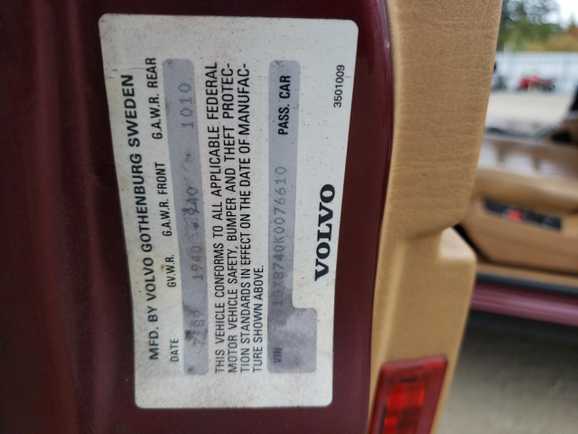 MFD. BY VOLVO GOTHENBURG SWEDEN
DATE G.V.W.R. G.A.W.R. FRONT G.A.W.R. REAR
1940 940 1010
THIS VEHICLE CONFORMS TO ALL APPLICABLE FEDERAL
MOTOR VEHICLE SAFETY, BUMPER AND THEFT PROTEC-
TION STANDARDS IN EFFECT ON THE DATE OF MANUFAC-
TURE SHOWN ABOVE.
VIN PASS. CAR
VOLVO
3501009